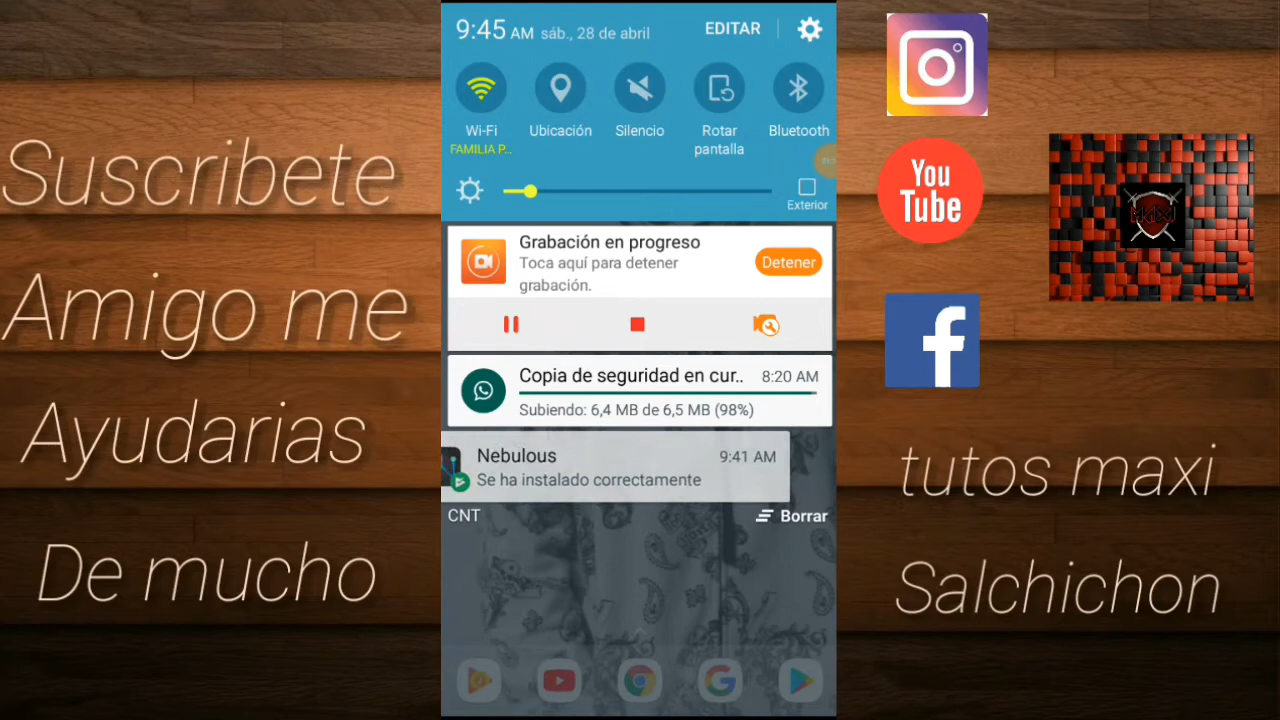 Suscribete
Amigo me
Ayudarias
De mucho
9:45 AM sáb., 28 de abril EDITAR
Wi-Fi Ubicación Silencio Rotar pantalla Bluetooth
FAMILIA P...
Exterior
Grabación en progreso
Toca aquí para detener
grabación.
Detener
Copia de seguridad en cur.. 8:20 AM
Subiendo: 6,4 MB de 6,5 MB (98%)
Nebulous 9:41 AM
Se ha instalado correctamente
CNT Borrar
You
Tube
tutos maxi
Salchichon